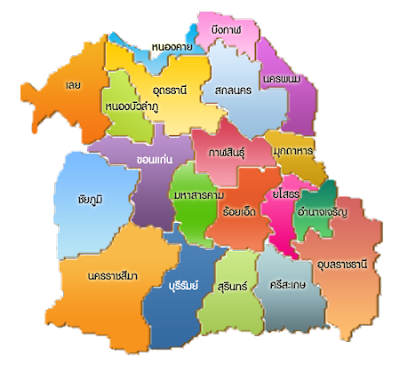 บึงกาฬ
หนองคาย
เลย
อุดรธานี
สกลนคร
นครพนม
หนองบัวลำภู
ขอนแก่น
กาฬสินธุ์
มุกดาหาร
ชัยภูมิ
มหาสารคาม
ร้อยเอ็ด
ยโสธร
อำนาจเจริญ
นครราชสีมา
บุรีรัมย์
สุรินทร์
ศรีสะเกษ
อุบลราชธานี